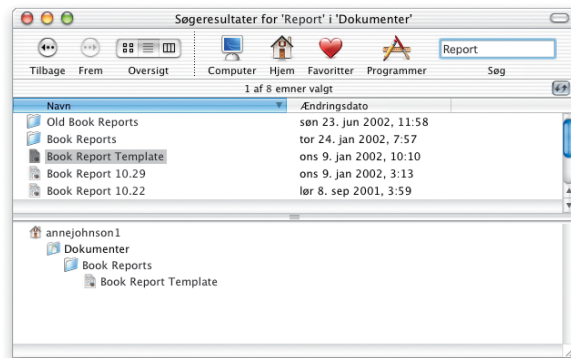 Søgeresultater for 'Report' i 'Dokumenter'
Report
Tilbage Frem Oversigt Computer Hjem Favoritter Programmer Søg
1 af 8 emner valgt
Navn Ændringsdato
Old Book Reports søn 23. jun 2002, 11:58
Book Reports tor 24. jan 2002, 7:57
Book Report Template ons 9. jan 2002, 10:10
Book Report 10.29 ons 9. jan 2002, 3:13
Book Report 10.22 lør 8. sep 2001, 3:59
annejohnson1
Dokumenter
Book Reports
Book Report Template